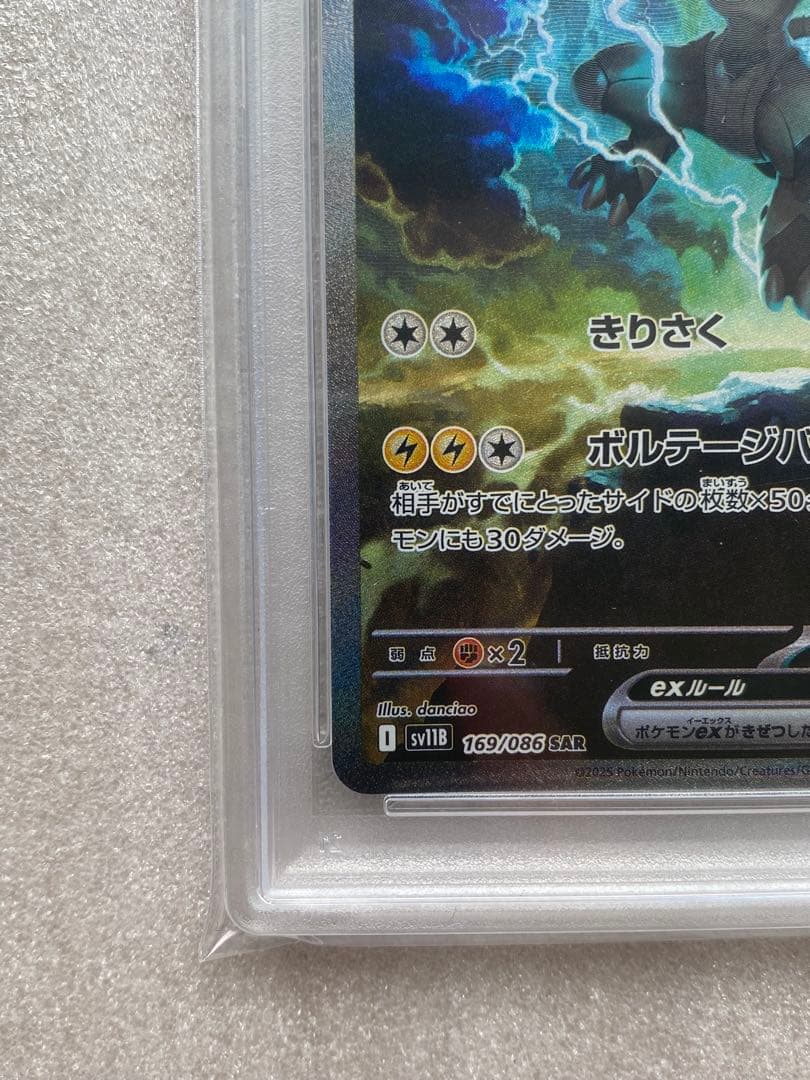 きりさく
ボルテージバ
相手があいてすでにとったサイドの枚数×50
モンにも30ダメージ。
弱点 ×2 抵抗力
exルール
ポケモンexがきぜつした
Illus. danciao
I sv11B 169/086 SAR
©2025 Pokémon/Nintendo/Creatures/G